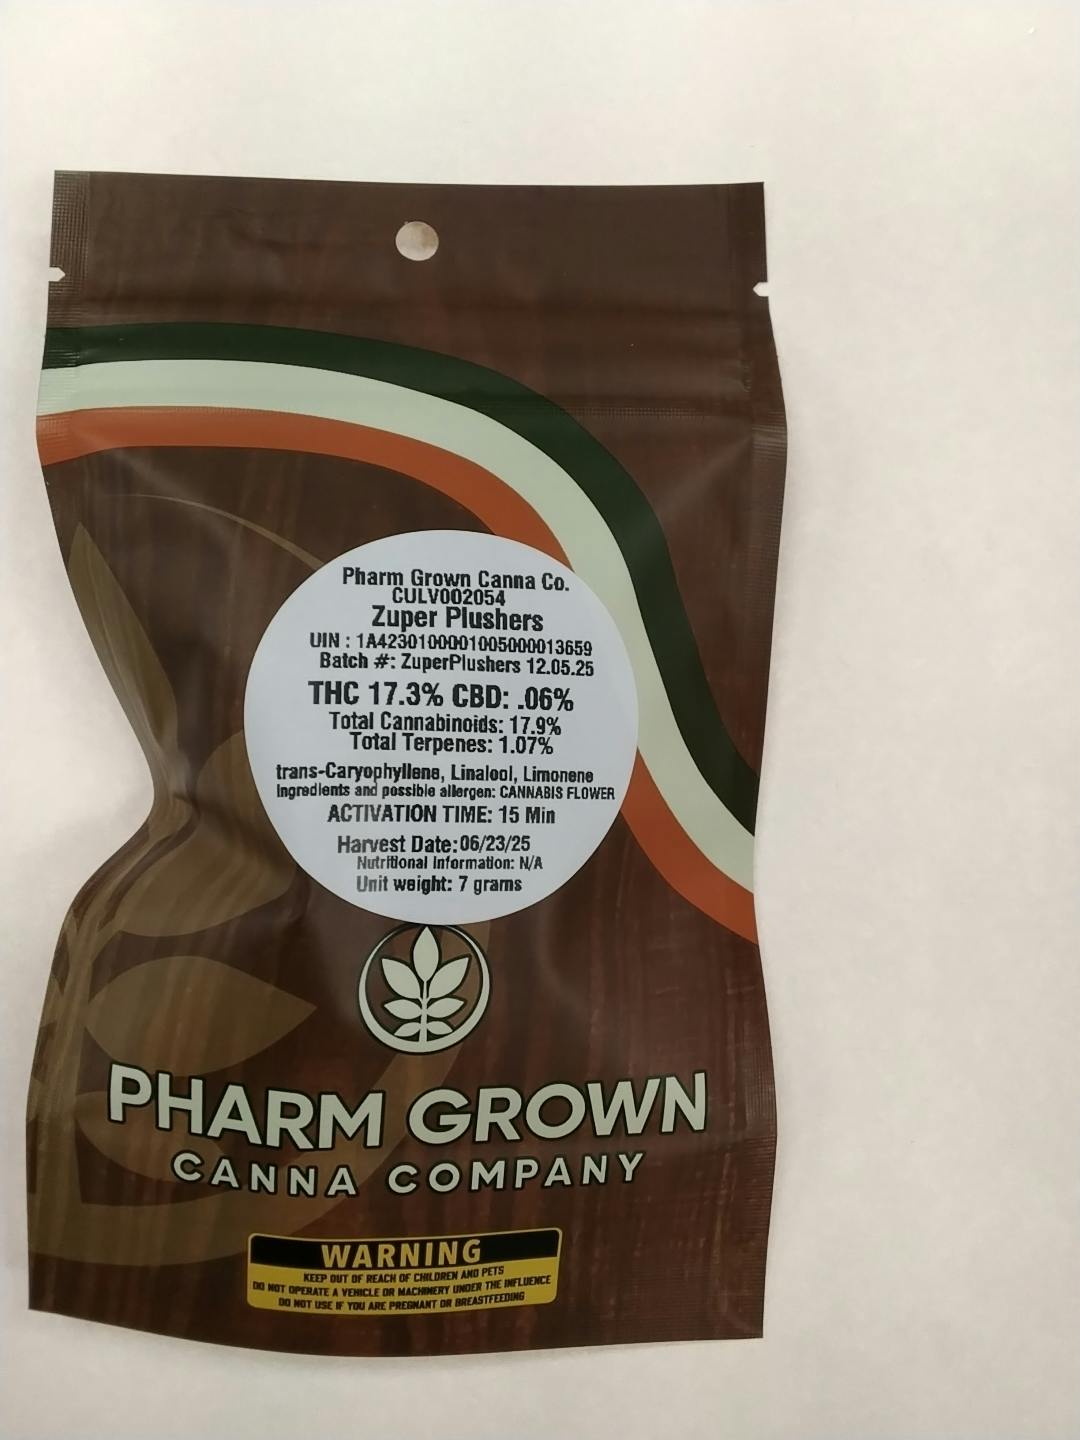 Pharm Grown Canna Co.
CULV002054
Zuper Plushers
UIN : 1A4230100001005000013659
Batch #: ZuperPlushers 12.05.25
THC 17.3% CBD: .06%
Total Cannabinoids: 17.9%
Total Terpenes: 1.07%
trans-Caryophyllene, Linalool, Limonene
Ingredients and possible allergen: CANNABIS FLOWER
ACTIVATION TIME: 15 Min
Harvest Date:06/23/25
Nutritional Information: N/A
Unit weight: 7 grams
PHARM GROWN
CANNA COMPANY
WARNING
KEEP OUT OF REACH OF CHILDREN AND PETS
DO NOT OPERATE A VEHICLE OR MACHINERY UNDER THE INFLUENCE
DO NOT USE IF YOU ARE PREGNANT OR BREASTFEEDING